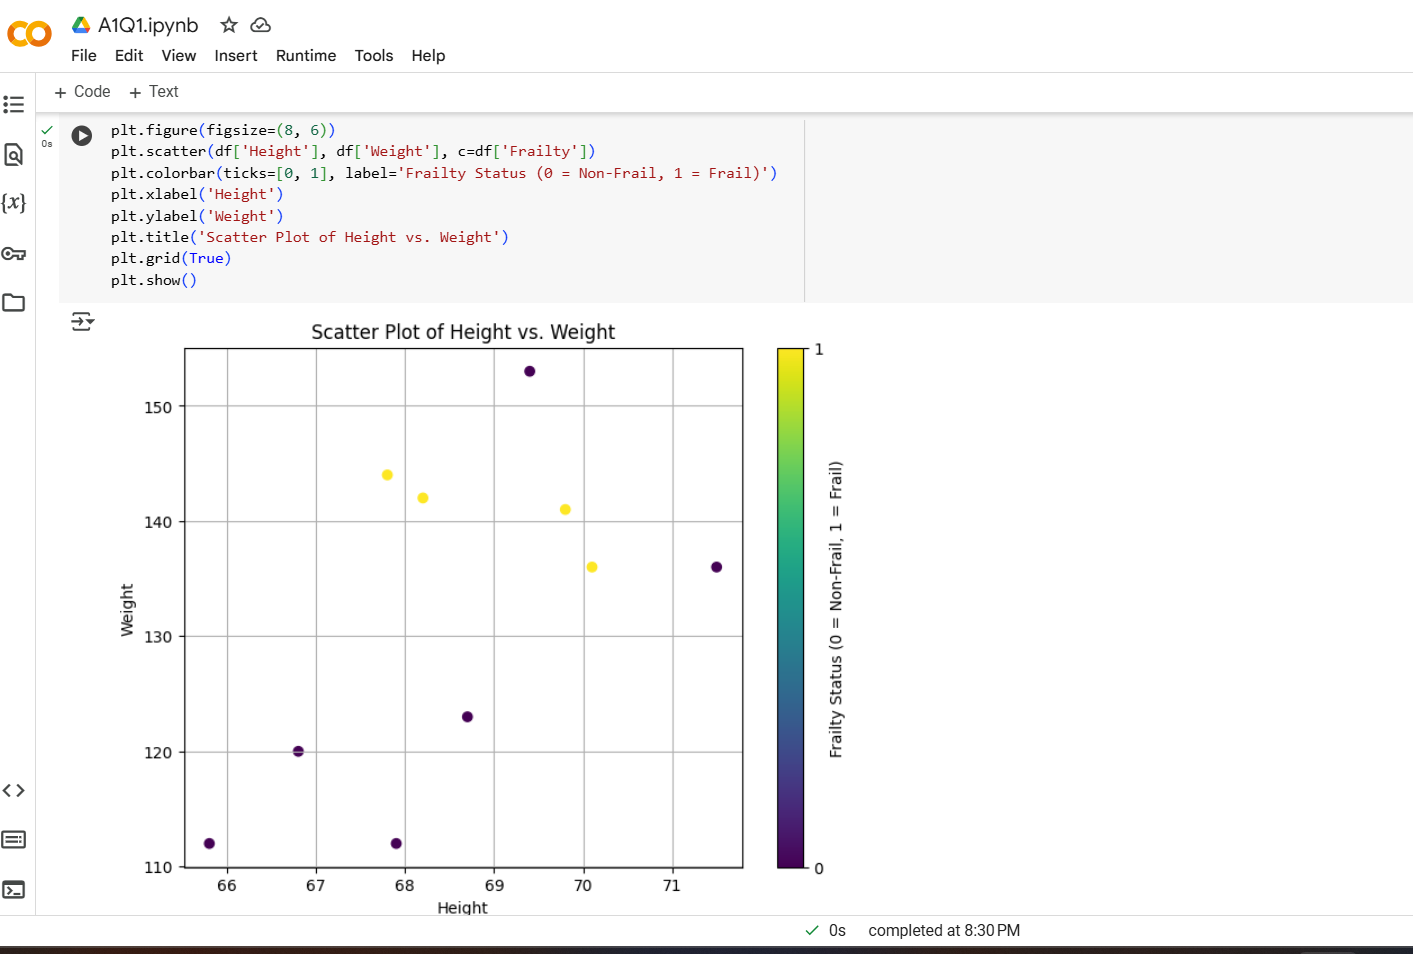 A1Q1.ipynb
File Edit View Insert Runtime Tools Help
+ Code + Text
0s
plt.figure(figsize=(8, 6))
plt.scatter(df['Height'], df['Weight'], c=df['Frailty'])
plt.colorbar(ticks=[0, 1], label='Frailty Status (0 = Non-Frail, 1 = Frail)')
plt.xlabel('Height')
plt.ylabel('Weight')
plt.title('Scatter Plot of Height vs. Weight')
plt.grid(True)
plt.show()
{x}
Scatter Plot of Height vs. Weight
1
150
140
130
120
110
Weight
Frailty Status (0 = Non-Frail, 1 = Frail)
0
66 67 68 69 70 71
Height
0s completed at 8:30 PM